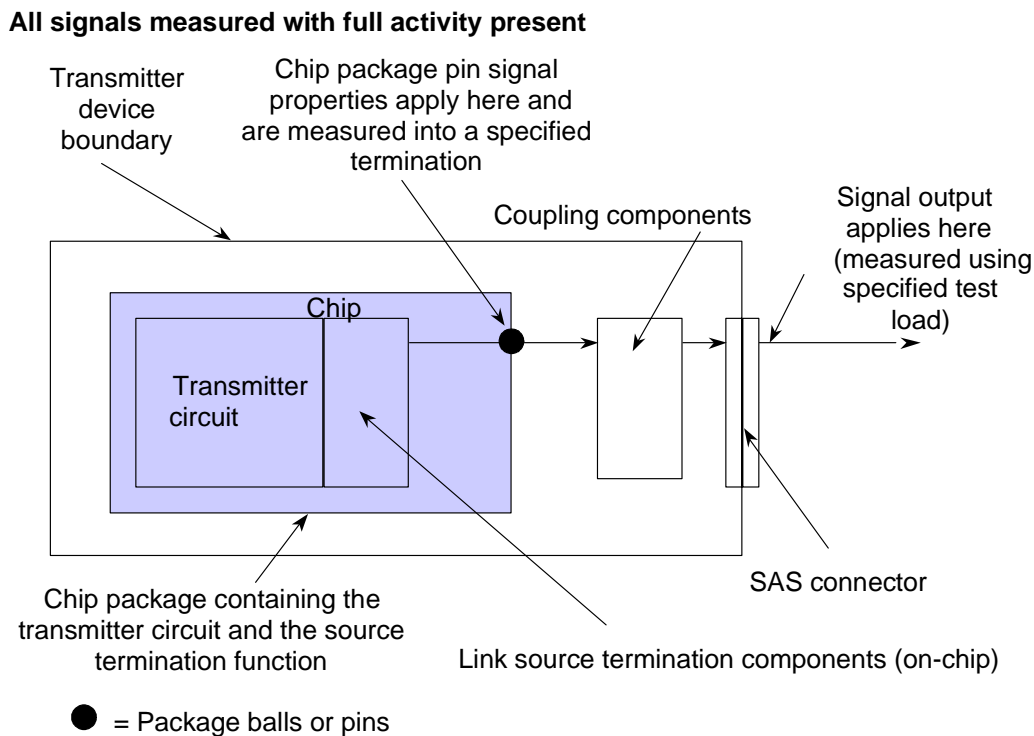 All signals measured with full activity present
Transmitter
device
boundary
Chip package pin signal
properties apply here and
are measured into a specified
termination
Coupling components
Signal output
applies here
(measured using
specified test
load)
Chip
Transmitter
circuit
SAS connector
Chip package containing the
transmitter circuit and the source
termination function
Link source termination components (on-chip)
= Package balls or pins